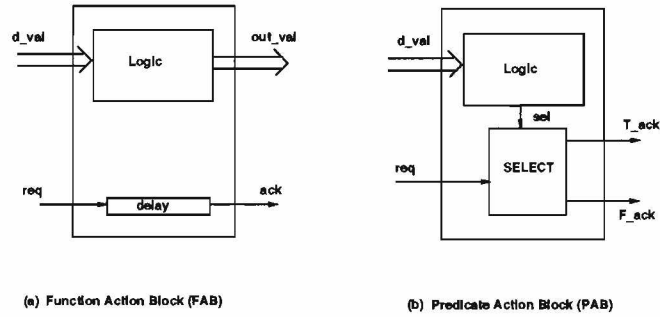 d_val
out_val
Logic
req
delay
ack
(a) Function Action Block (FAB)
d_val
Logic
sel
T_ack
req
SELECT
F_ack
(b) Predicate Action Block (PAB)